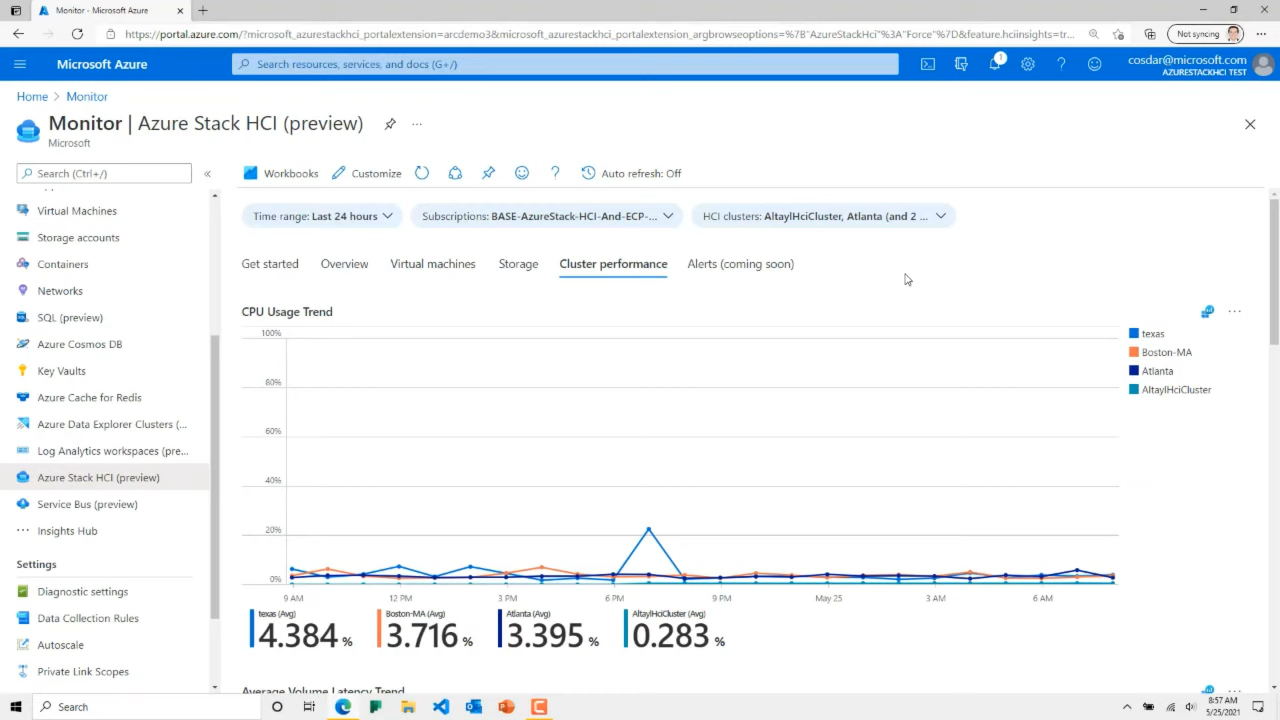 Monitor - Microsoft Azure
https://portal.azure.com/?microsoft_azurestackhci_portalextension=arcdemo3&microsoft_azurestackhci_portalextension_argbrowseoptions=%7B"AzureStackHci"%3A"Force"%7D&feature.hciinsights=tr...
Not syncing
Microsoft Azure
Search resources, services, and docs (G+/)
1
cosdar@microsoft.com
AZURESTACKHCI TEST
Home > Monitor
Monitor | Azure Stack HCI (preview)
Microsoft
Search (Ctrl+/)
Workbooks
Customize
Auto refresh: Off
Time range: Last 24 hours
Subscriptions: BASE-AzureStack-HCI-And-ECP-...
HCI clusters: AltaylHciCluster, Atlanta (and 2 ...
Get started
Overview
Virtual machines
Storage
Cluster performance
Alerts (coming soon)
Virtual Machines
Storage accounts
Containers
Networks
SQL (preview)
Azure Cosmos DB
Key Vaults
Azure Cache for Redis
Azure Data Explorer Clusters (...
Log Analytics workspaces (pre...
Azure Stack HCI (preview)
Service Bus (preview)
Insights Hub
Settings
Diagnostic settings
Data Collection Rules
Autoscale
Private Link Scopes
CPU Usage Trend
100%
80%
60%
40%
20%
0%
9 AM
12 PM
3 PM
6 PM
9 PM
May 25
3 AM
6 AM
texas
Boston-MA
Atlanta
AltaylHciCluster
texas (Avg)
4.384 %
Boston-MA (Avg)
3.716 %
Atlanta (Avg)
3.395 %
AltaylHciCluster (Avg)
0.283 %
Average Volume Latency Trend
Search
8:57 AM
5/25/2021